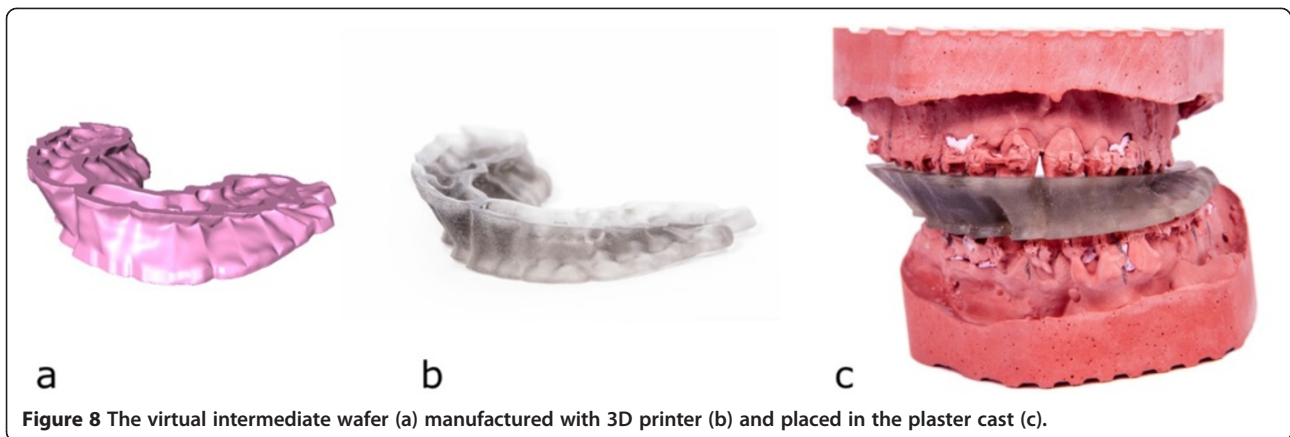 a
b
c
Figure 8 The virtual intermediate wafer (a) manufactured with 3D printer (b) and placed in the plaster cast (c).